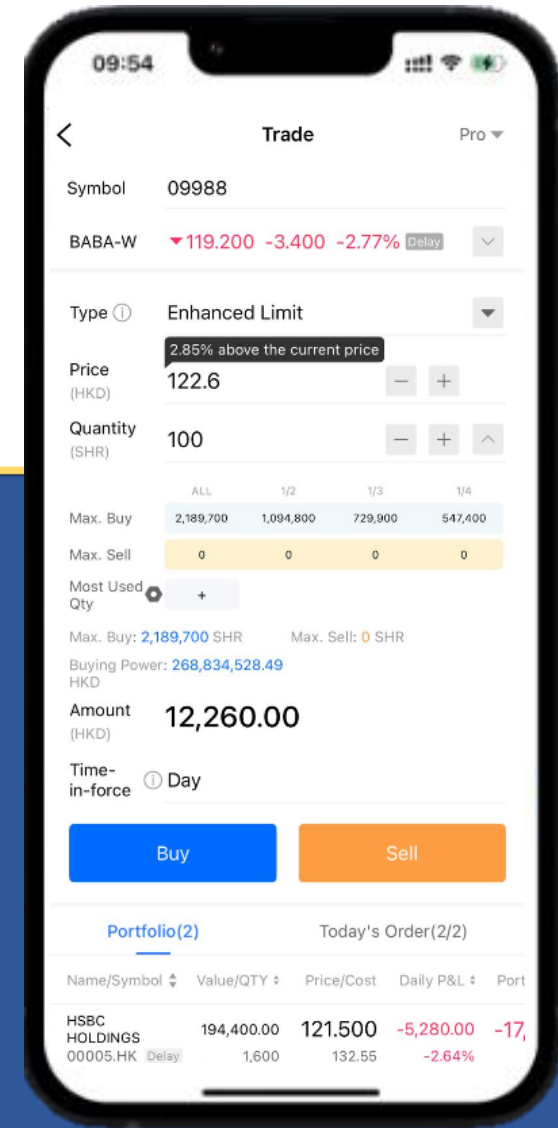 09:54
Trade
Pro
Symbol 09988
BABA-W 119.200 -3.400 -2.77% Delay
Type Enhanced Limit
2.85% above the current price
Price
(HKD)
122.6
Quantity
(SHR)
100
ALL 1/2 1/3 1/4
Max. Buy 2,189,700 1,094,800 729,900 547,400
Max. Sell 0 0 0 0
Most Used
Qty
+
Max. Buy: 2,189,700 SHR Max. Sell: 0 SHR
Buying Power: 268,834,528.49
HKD
Amount
(HKD)
12,260.00
Time-
in-force
Day
Buy Sell
Portfolio(2) Today's Order(2/2)
Name/Symbol Value/QTY Price/Cost Daily P&L Port
HSBC
HOLDINGS
194,400.00 121.500 -5,280.00 -17,
00005.HK Delay 1,600 132.55 -2.64%